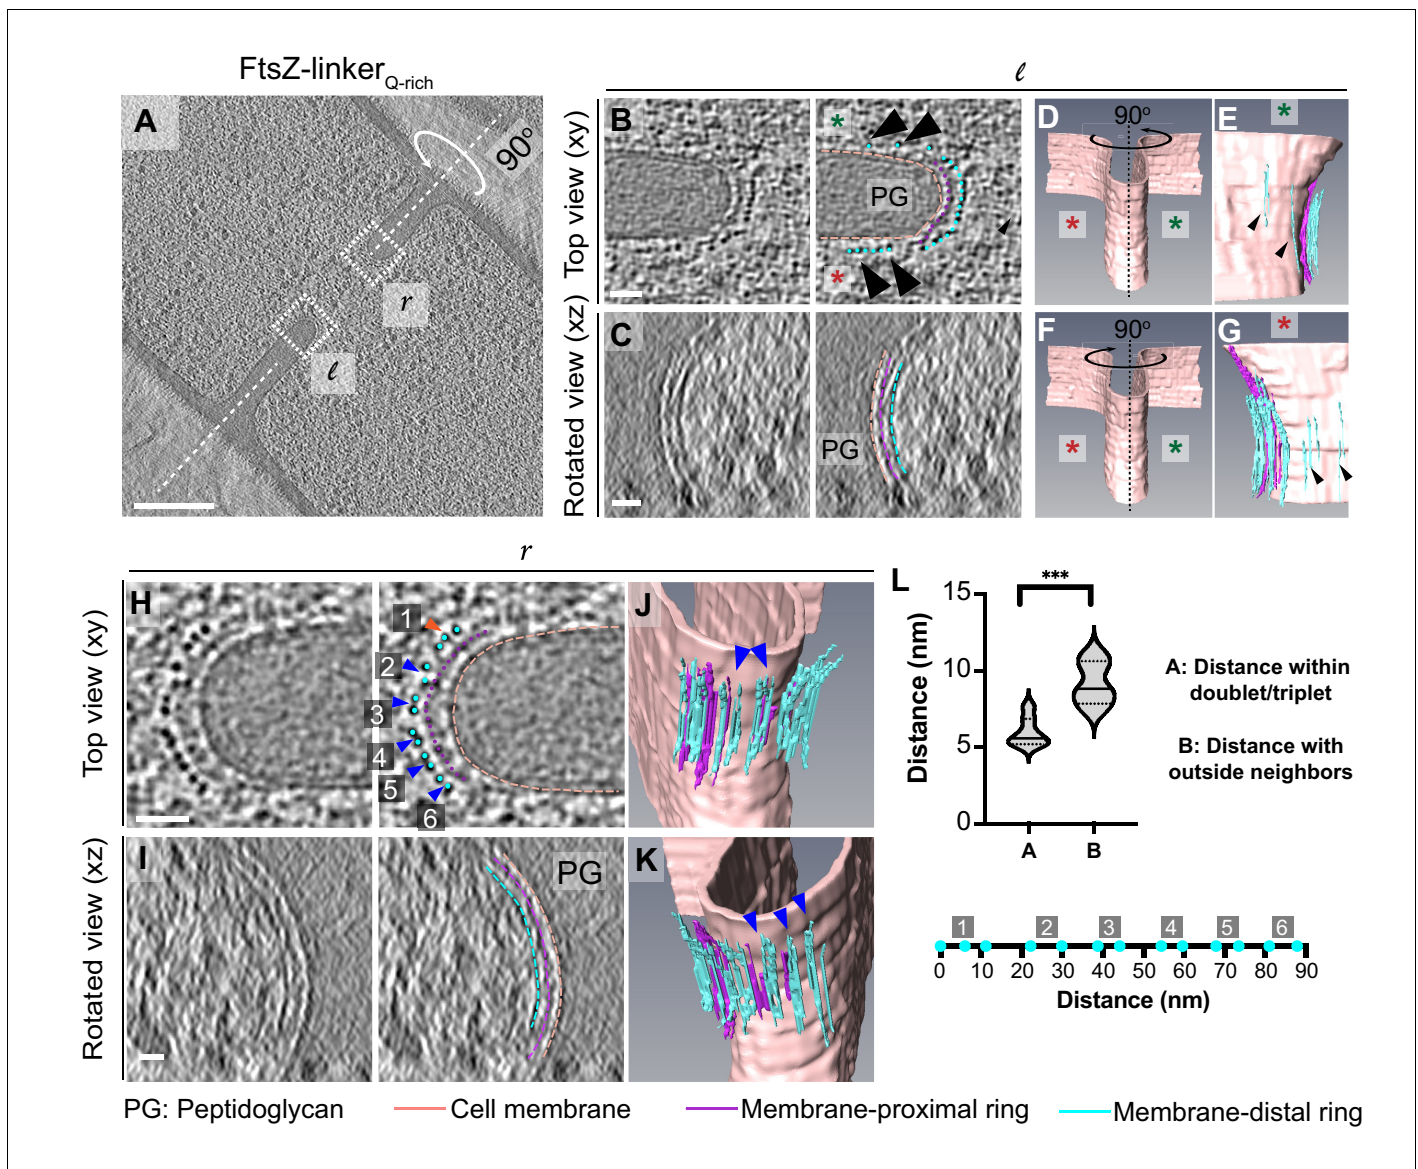 FtsZ-linker Q-rich
ℓ
A
90°
r
ℓ
Top view (xy)
B
*
PG
*
D
90°
*
*
E
*
Rotated view (xz)
C
PG
F
90°
*
*
G
*
r
Top view (xy)
H
1
2
3
4
5
6
J
Rotated view (xz)
I
PG
K
L
***
Distance (nm)
15
10
5
0
A
B
A: Distance within
doublet/triplet
B: Distance with
outside neighbors
1 2 3 4 5 6
0 10 20 30 40 50 60 70 80 90
Distance (nm)
PG: Peptidoglycan
Cell membrane
Membrane-proximal ring
Membrane-distal ring